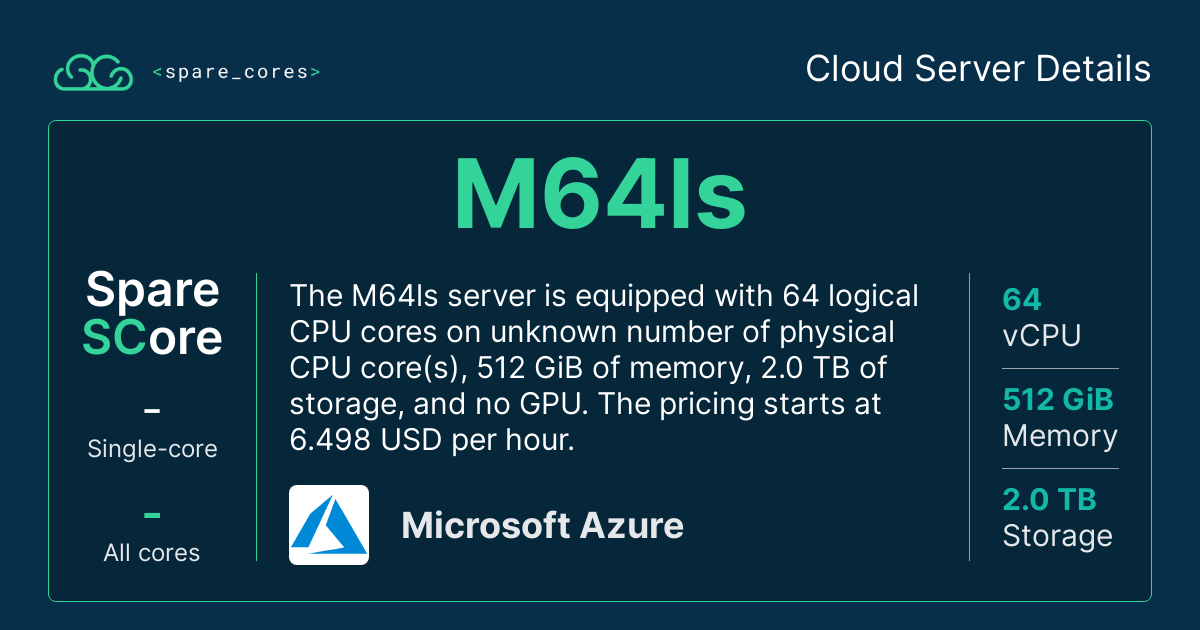 <spare_cores>
Cloud Server Details
M64ls
Spare
SCore
–
Single-core
–
All cores
The M64ls server is equipped with 64 logical
CPU cores on unknown number of physical
CPU core(s), 512 GiB of memory, 2.0 TB of
storage, and no GPU. The pricing starts at
6.498 USD per hour.
Microsoft Azure
64
vCPU
512 GiB
Memory
2.0 TB
Storage